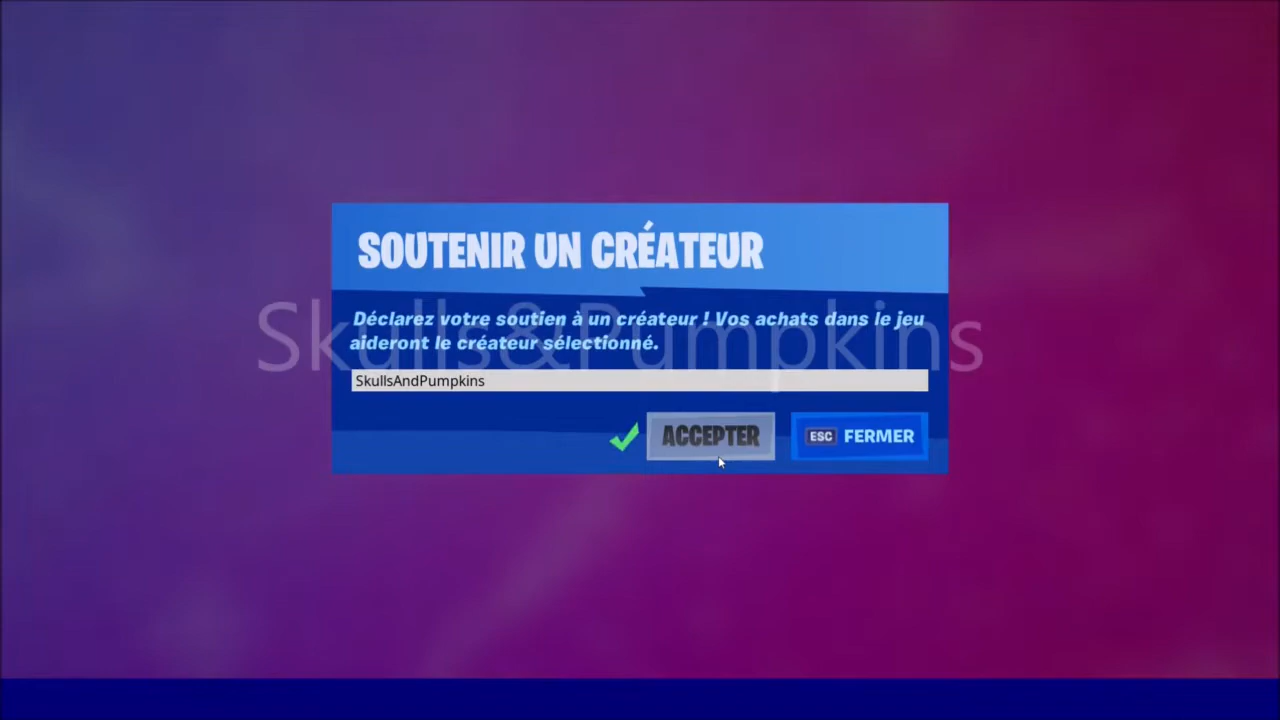 SOUTENIR UN CRÉATEUR
Skulls&Pumpkins
Déclarez votre soutien à un créateur ! Vos achats dans le jeu
aideront le créateur sélectionné.
SkullsAndPumpkins
ACCEPTER
ESC FERMER